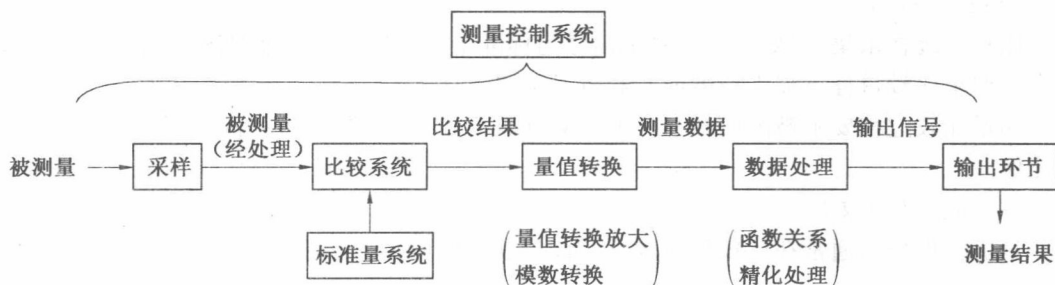 测量控制系统
被测量
（经处理）
比较结果
测量数据
输出信号
被测量
采样
比较系统
量值转换
数据处理
输出环节
标准量系统
量值转换放大
模数转换
函数关系
精化处理
测量结果